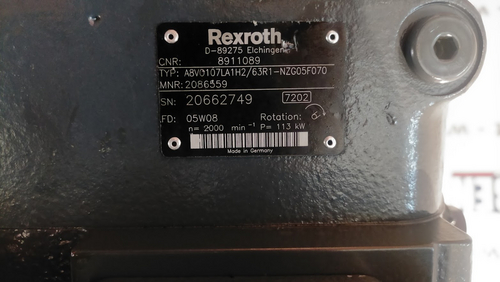 Rexroth
D-89275 Elchingen
CNR: 8911089
TYP: A8VO107LA1H2/63R1-NZG05F070
MNR: 2086559
SN: 20662749 7202
FD: 05W08 Rotation:
n= 2000 min⁻¹ P= 113 kW
Made in Germany